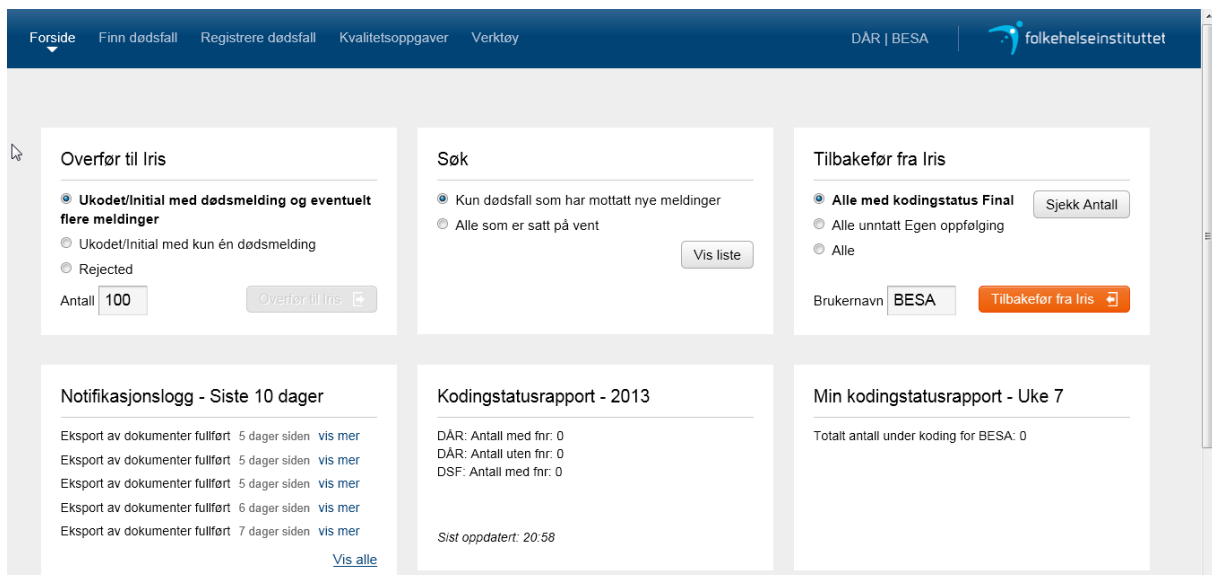 Forside Finn dødsfall Registrere dødsfall Kvalitetsoppgaver Verktøy DÅR | BESA folkehelseinstituttet
Overfør til Iris
Ukodet/Initial med dødsmelding og eventuelt
flere meldinger
Ukodet/Initial med kun én dødsmelding
Rejected
Antall 100 Overfør til Iris
Søk
Kun dødsfall som har mottatt nye meldinger
Alle som er satt på vent
Vis liste
Tilbakefør fra Iris
Alle med kodingstatus Final Sjekk Antall
Alle unntatt Egen oppfølging
Alle
Brukernavn BESA Tilbakefør fra Iris
Notifikasjonslogg - Siste 10 dager
Eksport av dokumenter fullført 5 dager siden vis mer
Eksport av dokumenter fullført 5 dager siden vis mer
Eksport av dokumenter fullført 5 dager siden vis mer
Eksport av dokumenter fullført 6 dager siden vis mer
Eksport av dokumenter fullført 7 dager siden vis mer
Vis alle
Kodingstatusrapport - 2013
DÅR: Antall med fnr: 0
DÅR: Antall uten fnr: 0
DSF: Antall med fnr: 0
Sist oppdatert: 20:58
Min kodingstatusrapport - Uke 7
Totalt antall under koding for BESA: 0